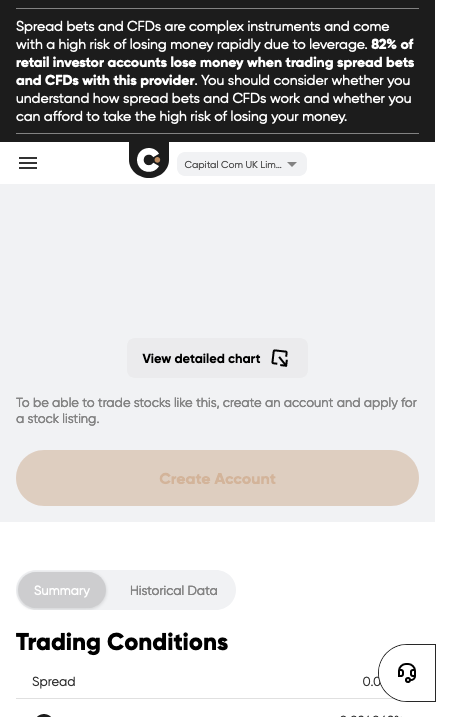 Spread bets and CFDs are complex instruments and come
with a high risk of losing money rapidly due to leverage. 82% of
retail investor accounts lose money when trading spread bets
and CFDs with this provider. You should consider whether you
understand how spread bets and CFDs work and whether you
can afford to take the high risk of losing your money.
Capital Com UK Lim...
View detailed chart
To be able to trade stocks like this, create an account and apply for
a stock listing.
Create Account
Summary Historical Data
Trading Conditions
Spread 0.0